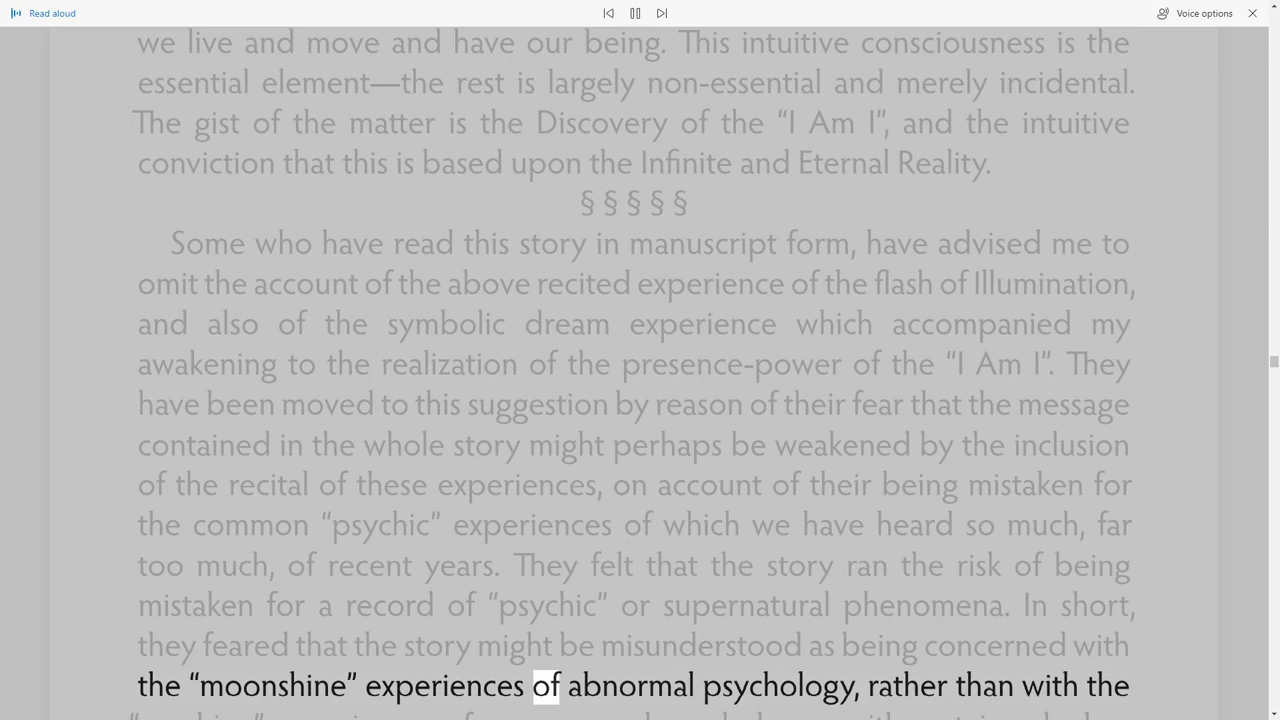 Read aloud
Voice options
we live and move and have our being. This intuitive consciousness is the
essential element—the rest is largely non-essential and merely incidental.
The gist of the matter is the Discovery of the “I Am I”, and the intuitive
conviction that this is based upon the Infinite and Eternal Reality.
§ § § § §
Some who have read this story in manuscript form, have advised me to
omit the account of the above recited experience of the flash of Illumination,
and also of the symbolic dream experience which accompanied my
awakening to the realization of the presence-power of the “I Am I”. They
have been moved to this suggestion by reason of their fear that the message
contained in the whole story might perhaps be weakened by the inclusion
of the recital of these experiences, on account of their being mistaken for
the common “psychic” experiences of which we have heard so much, far
too much, of recent years. They felt that the story ran the risk of being
mistaken for a record of “psychic” or supernatural phenomena. In short,
they feared that the story might be misunderstood as being concerned with
the “moonshine” experiences of abnormal psychology, rather than with the